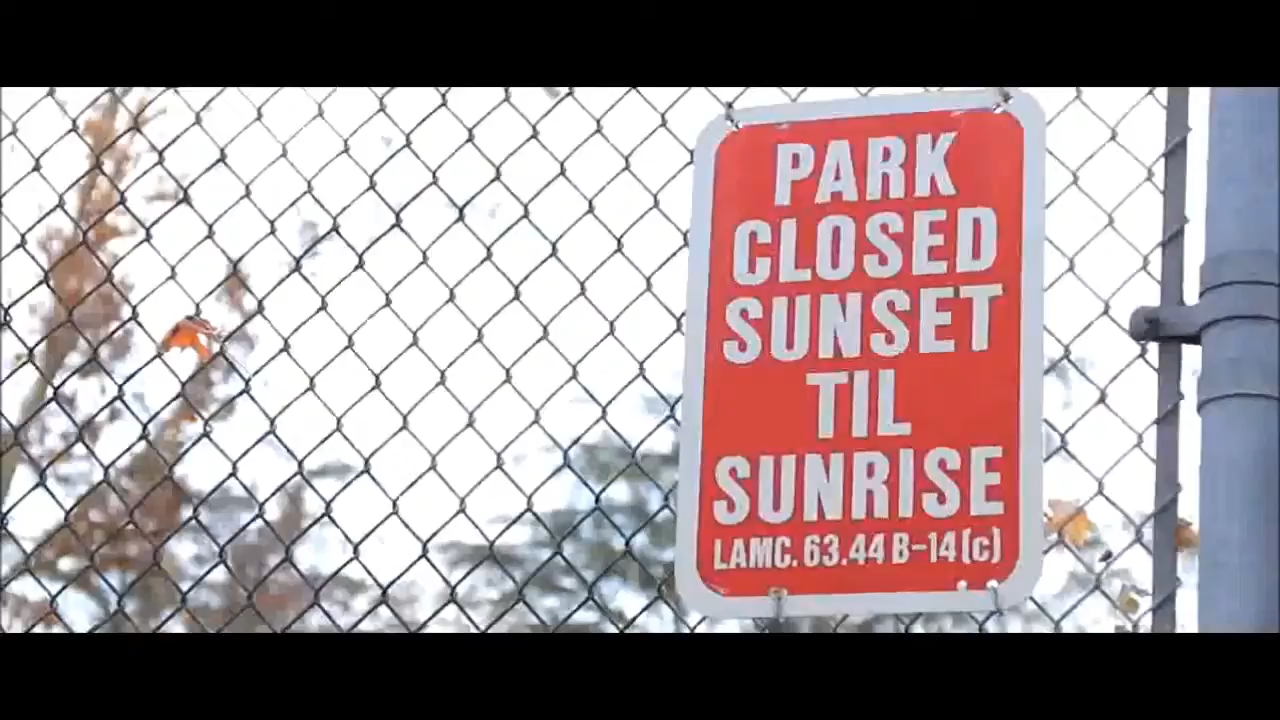 PARK
CLOSED
SUNSET
TIL
SUNRISE
LAMC. 63.44 B-14(c)